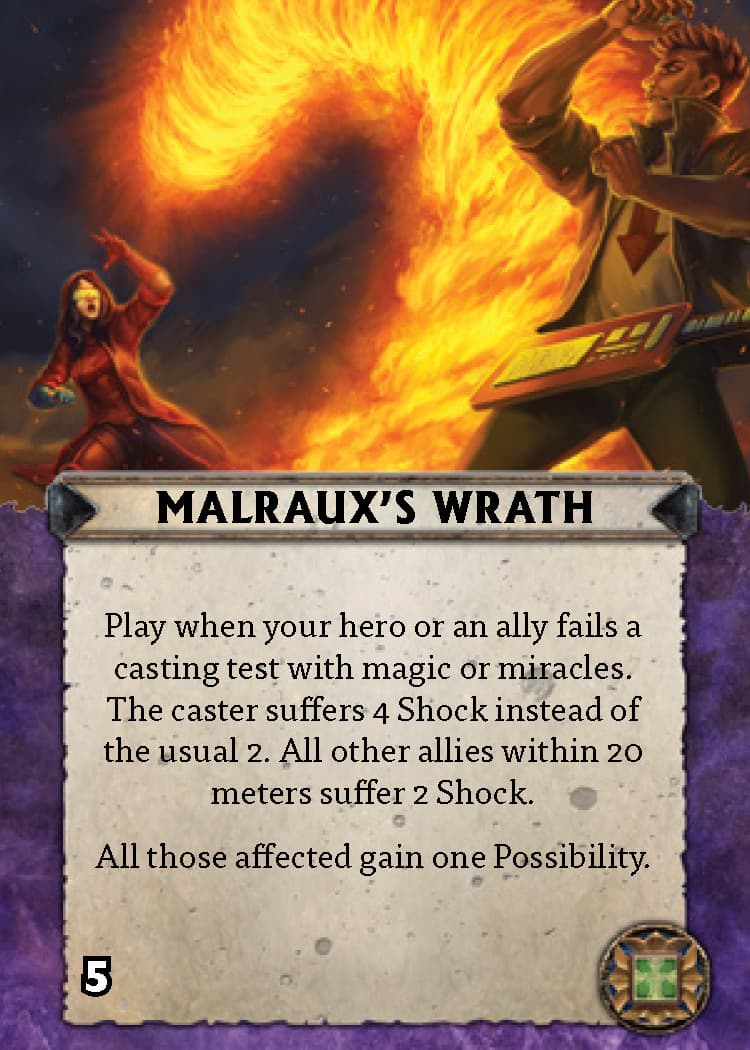 MALRAUX'S WRATH
Play when your hero or an ally fails a
casting test with magic or miracles.
The caster suffers 4 Shock instead of
the usual 2. All other allies within 20
meters suffer 2 Shock.
All those affected gain one Possibility.
5